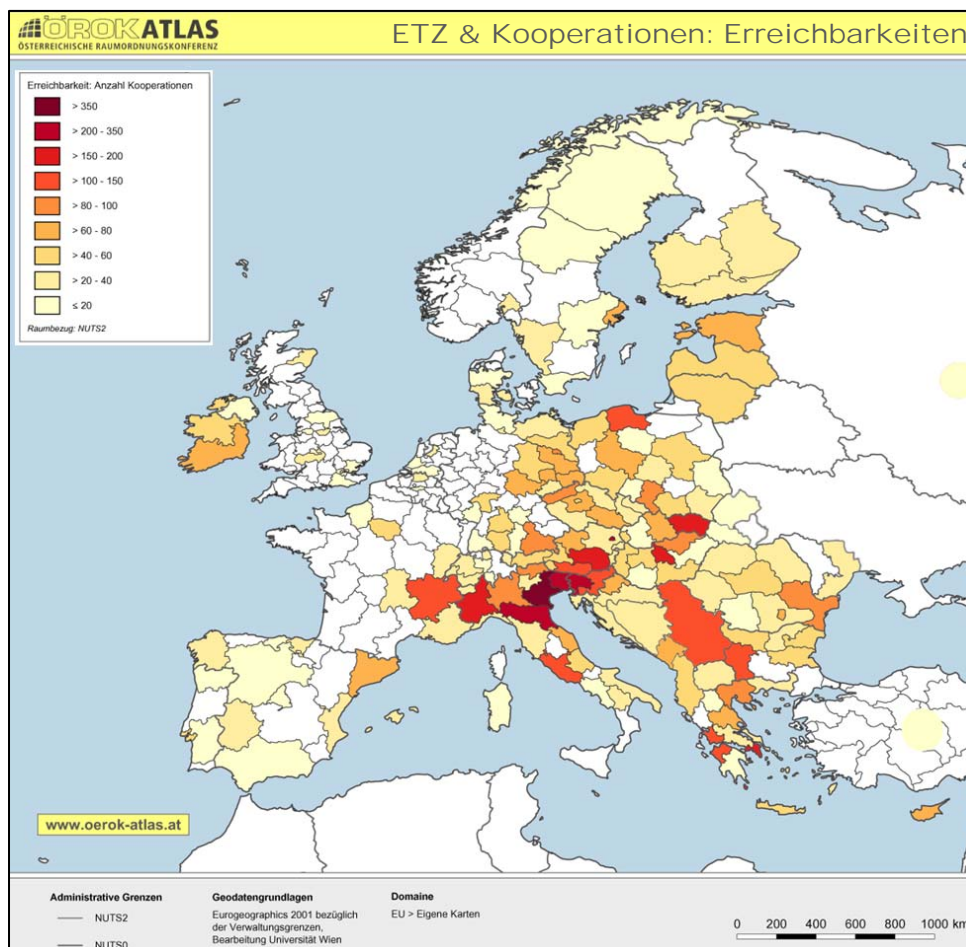 ÖROKATLAS
ÖSTERREICHISCHE RAUMORDNUNGSKONFERENZ
ETZ & Kooperationen: Erreichbarkeiten
Erreichbarkeit: Anzahl Kooperationen
> 350
> 200 - 350
> 150 - 200
> 100 - 150
> 80 - 100
> 60 - 80
> 40 - 60
> 20 - 40
≤ 20
Raumbezug: NUTS2
www.oerok-atlas.at
Administrative Grenzen
NUTS2
NUTS0
Geodatengrundlagen
Eurogeographics 2001 bezüglich
der Verwaltungsgrenzen,
Bearbeitung Universität Wien
Domaine
EU > Eigene Karten
0 200 400 600 800 1000 km